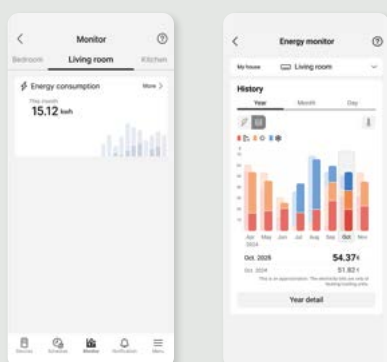 Monitor
Bedroom Living room Kitchen
Energy consumption More
This month
15.12 kwh
Devices Schedule Monitor Notification Menu
Energy monitor
My house Living room
History
Year Month Day
Apr May Jun Jul Aug Sep Oct Nov
2024
Oct. 2025 54.37€
Oct. 2024 51.82€
Year detail